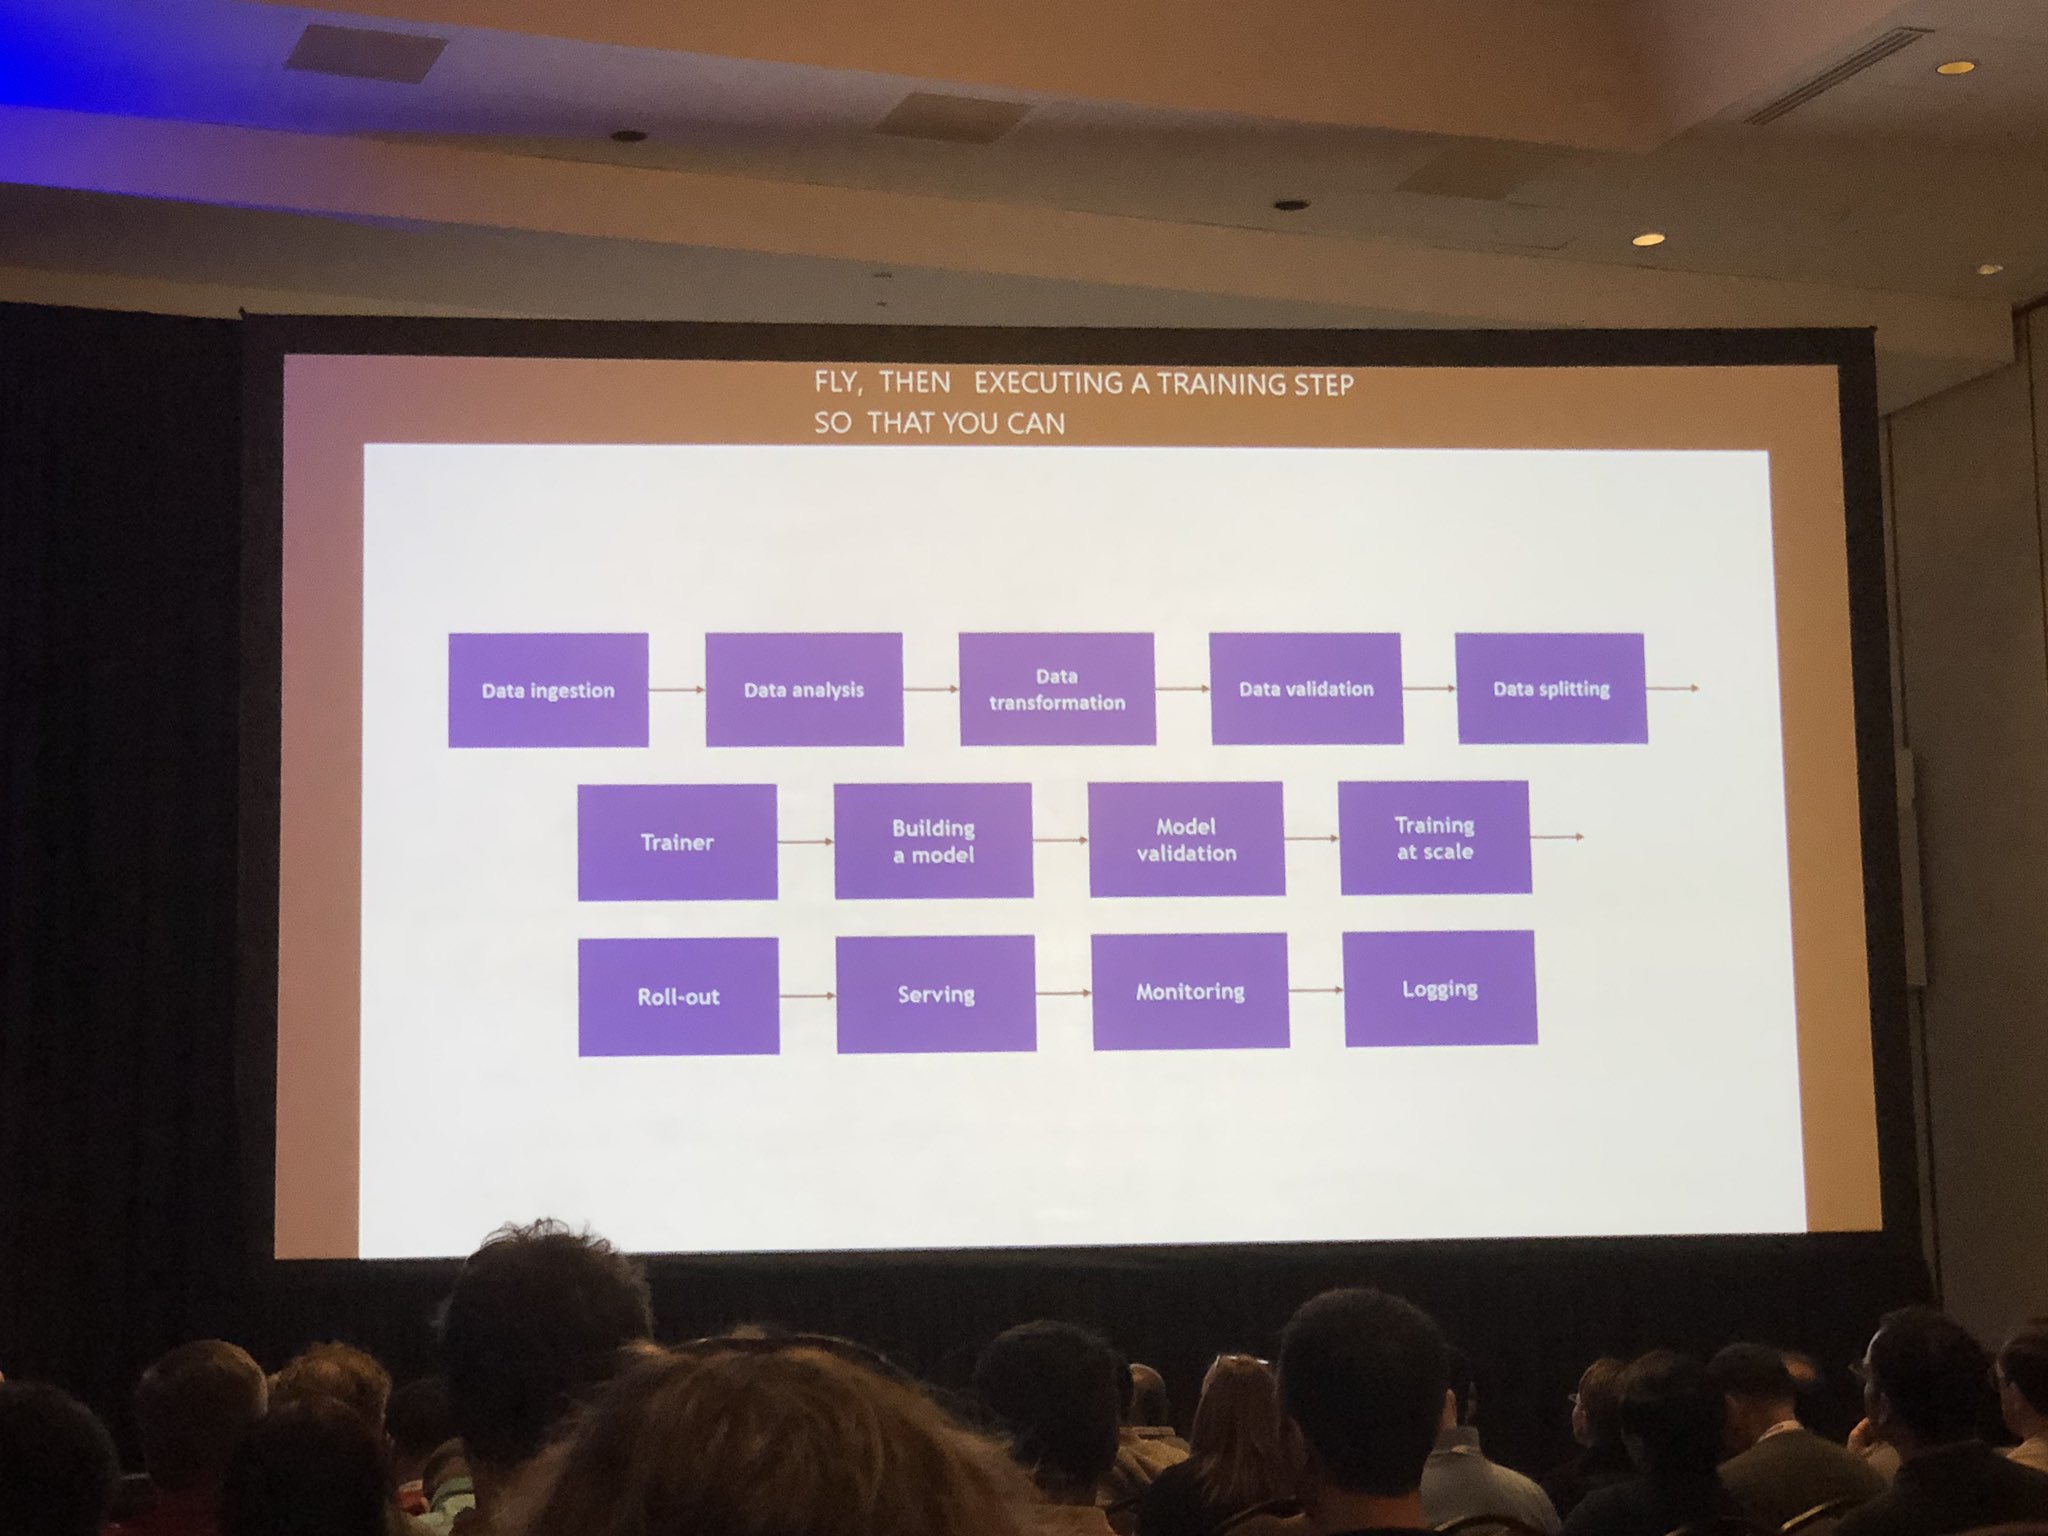 FLY, THEN EXECUTING A TRAINING STEP
SO THAT YOU CAN
Data ingestion
Data analysis
Data
transformation
Data validation
Data splitting
Trainer
Building
a model
Model
validation
Training
at scale
Roll-out
Serving
Monitoring
Logging